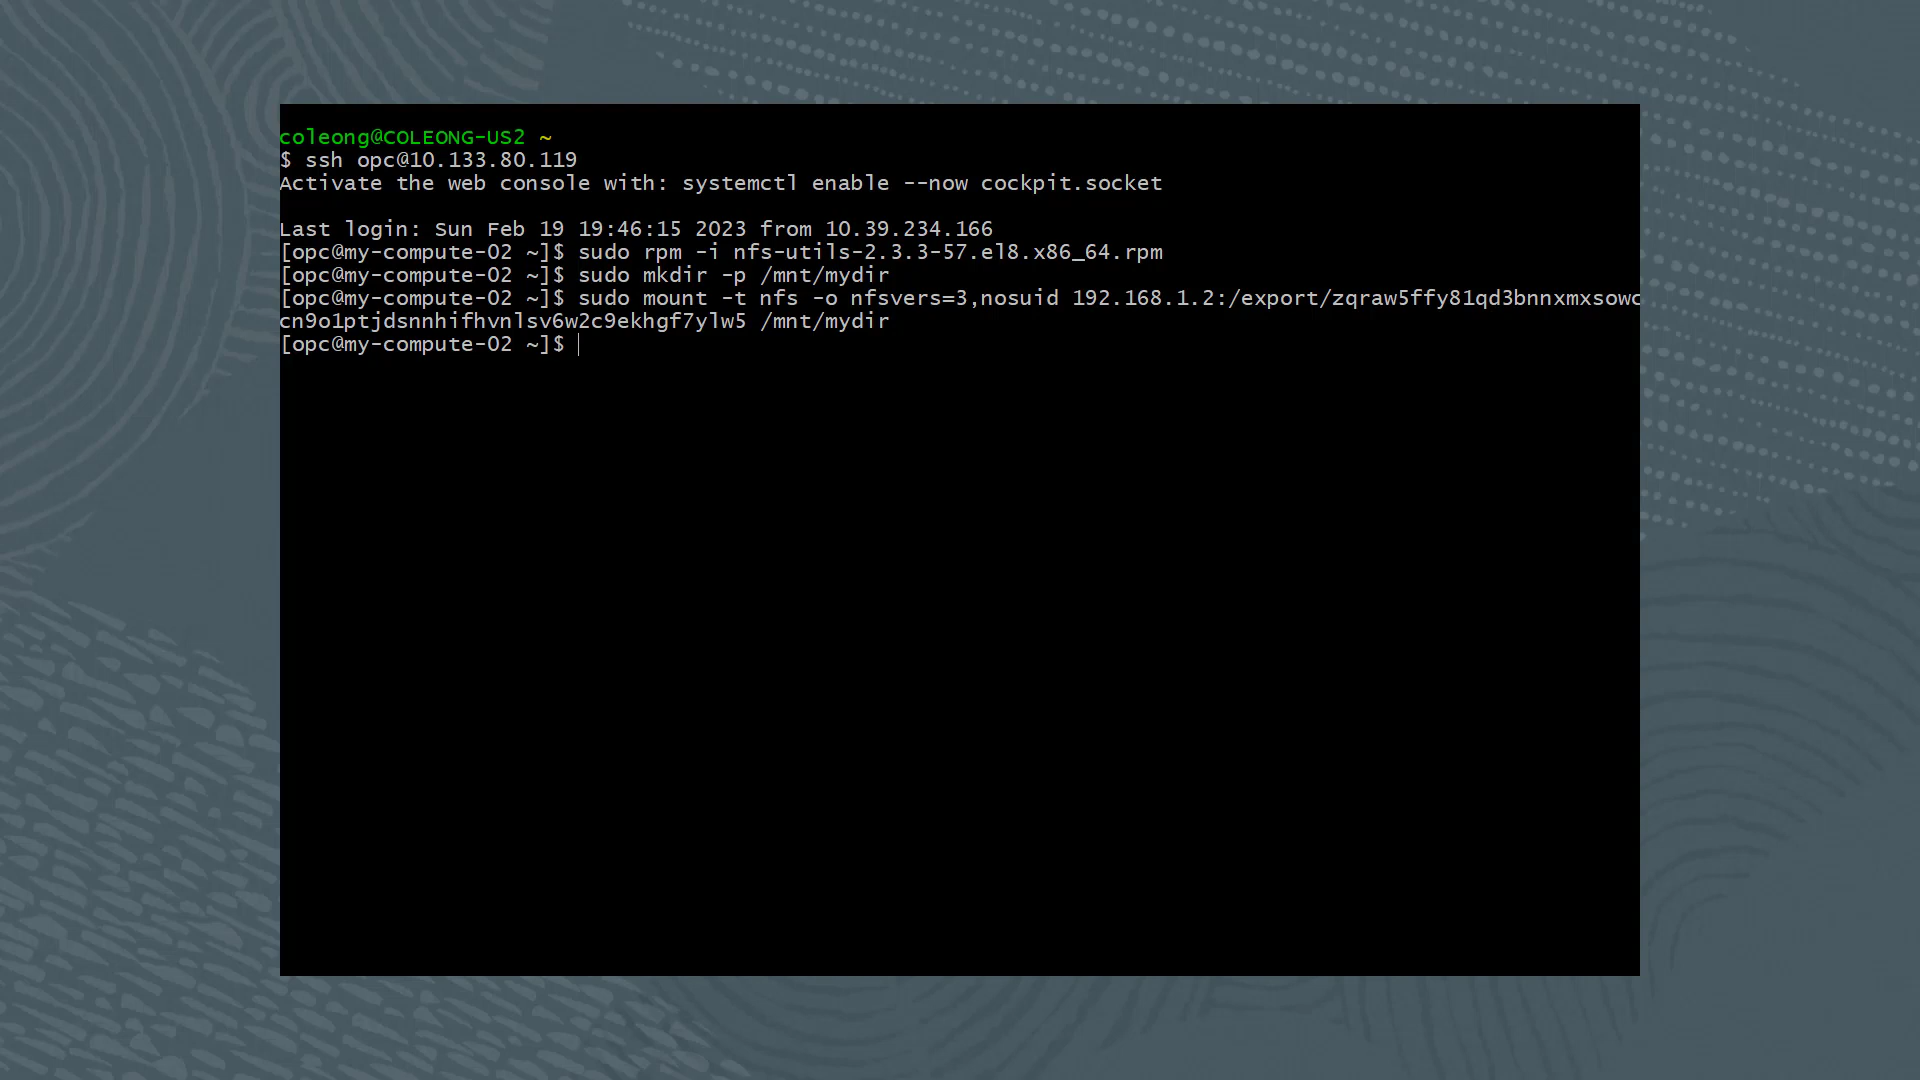 coleong@COLEONG-US2 ~
$ ssh opc@10.133.80.119
Activate the web console with: systemctl enable --now cockpit.socket
Last login: Sun Feb 19 19:46:15 2023 from 10.39.234.166
[opc@my-compute-02 ~]$ sudo rpm -i nfs-utils-2.3.3-57.el8.x86_64.rpm
[opc@my-compute-02 ~]$ sudo mkdir -p /mnt/mydir
[opc@my-compute-02 ~]$ sudo mount -t nfs -o nfsvers=3,nosuid 192.168.1.2:/export/zqraw5ffy81qd3bnnxmxsowc
cn9o1ptjdsnnhifhvnlsv6w2c9ekhgf7ylw5 /mnt/mydir
[opc@my-compute-02 ~]$